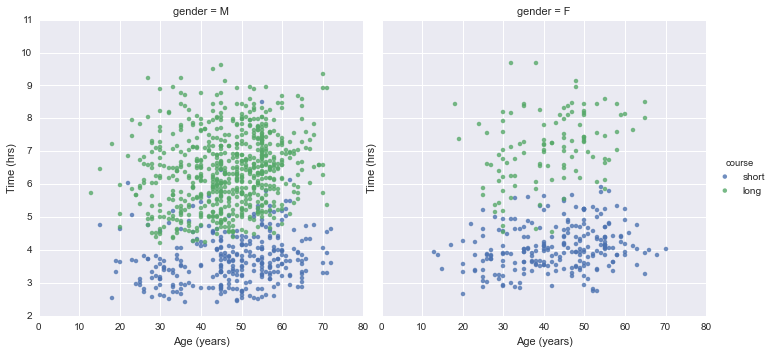 gender = M
gender = F
11
10
9
8
7
6
5
4
3
2
Time (hrs)
Time (hrs)
0 10 20 30 40 50 60 70 80
0 10 20 30 40 50 60 70 80
Age (years)
Age (years)
course
short
long